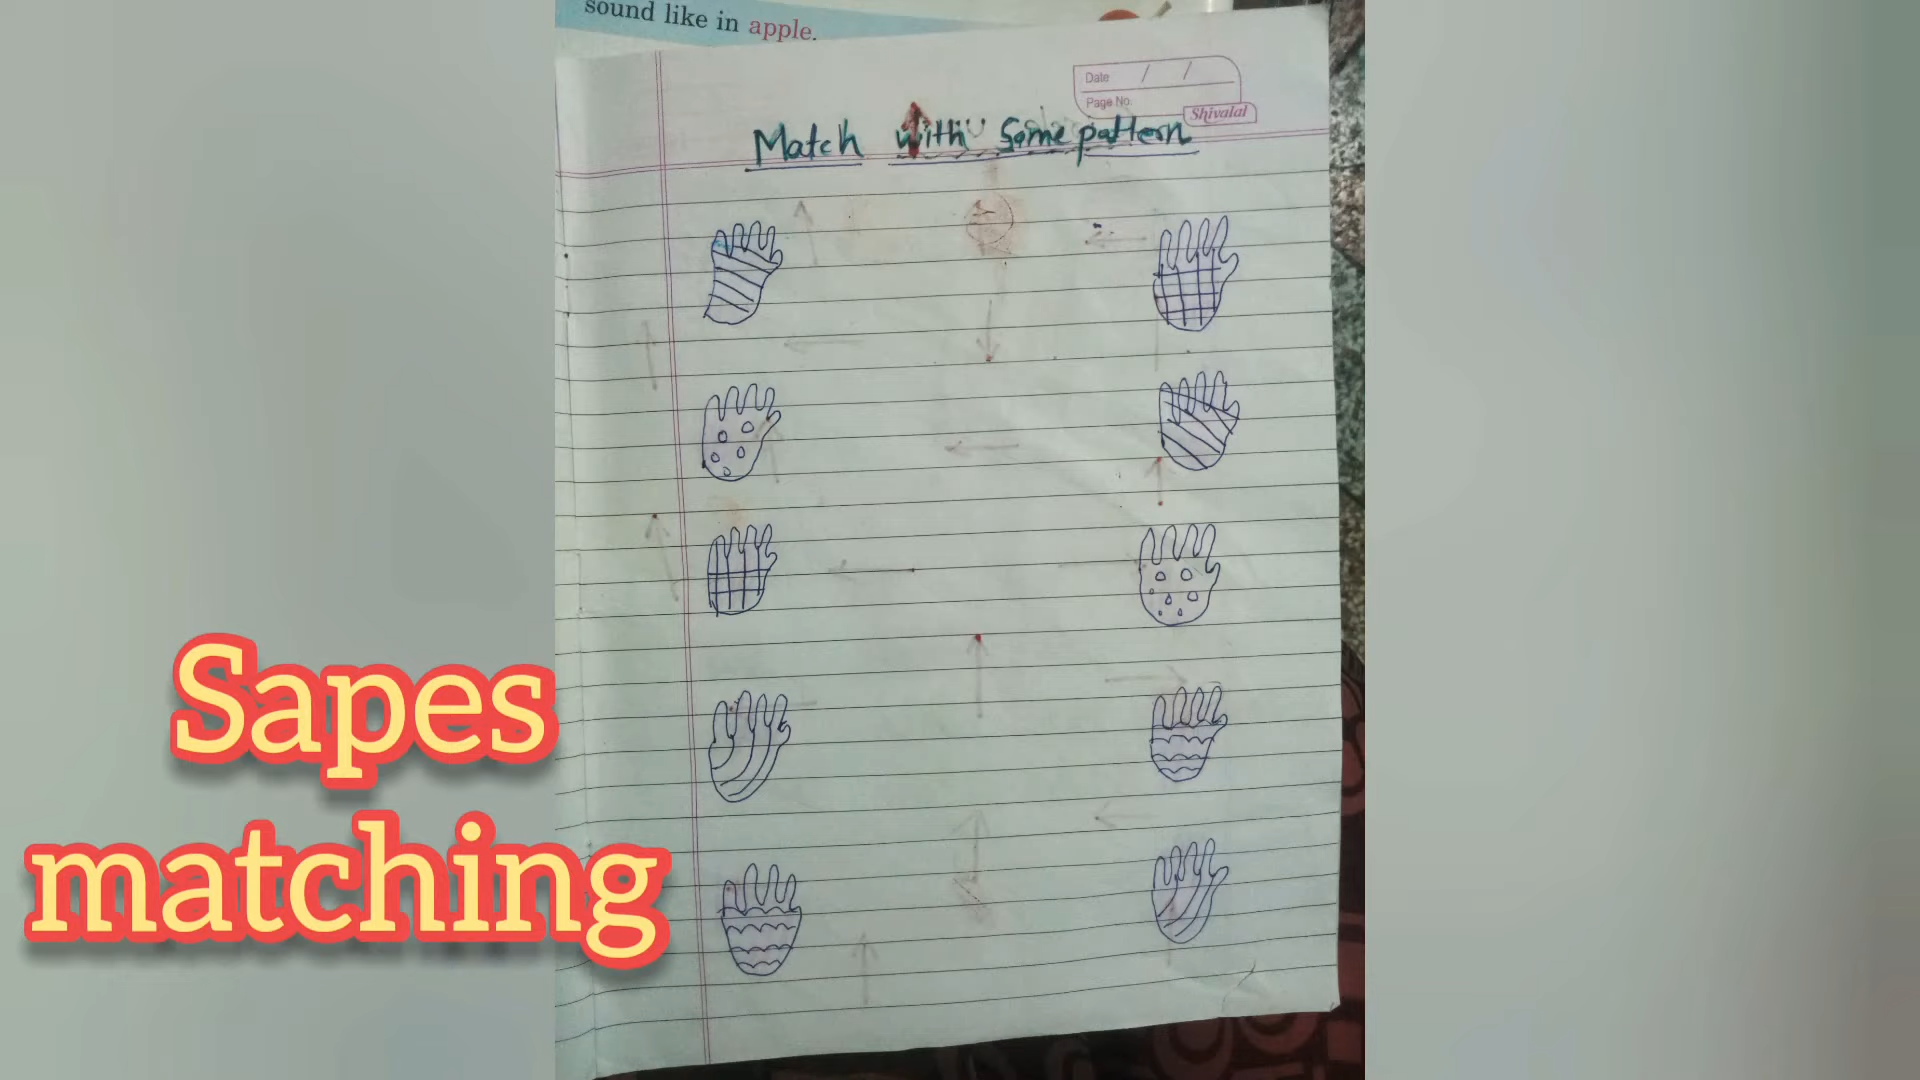 sound like in apple.
Date / /
Page No.
Shivalal
Match with Same pattern
Sapes
matching